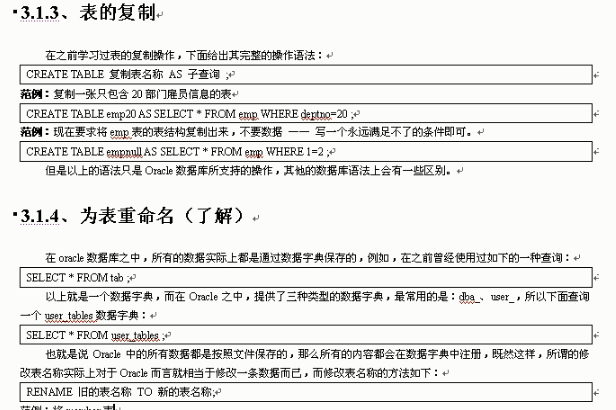 3.1.3、表的复制
在之前学习过表的复制操作，下面给出其完整的操作语法：
CREATE TABLE 复制表名称 AS 子查询 ;
范例：复制一张只包含 20 部门雇员信息的表
CREATE TABLE emp20 AS SELECT * FROM emp WHERE deptno=20 ;
范例：现在要求将 emp 表的表结构复制出来，不要数据 —— 写一个永远满足不了的条件即可。
CREATE TABLE empnull AS SELECT * FROM emp WHERE 1=2 ;
但是以上的语法只是 Oracle 数据库所支持的操作，其他的数据库语法上会有一些区别。
3.1.4、为表重命名（了解）
在 oracle 数据库之中，所有的数据实际上都是通过数据字典保存的，例如，在之前曾经使用过如下的一种查询：
SELECT * FROM tab ;
以上就是一个数据字典，而在 Oracle 之中，提供了三种类型的数据字典，最常用的是：dba_、user_，所以下面查询
一个 user_tables 数据字典：
SELECT * FROM user_tables ;
也就是说 Oracle 中的所有数据都是按照文件保存的，那么所有的内容都会在数据字典中注册，既然这样，所谓的修
改表名称实际上对于 Oracle 而言就相当于修改一条数据而已，而修改表名称的方法如下：
RENAME 旧的表名称 TO 新的表名称;